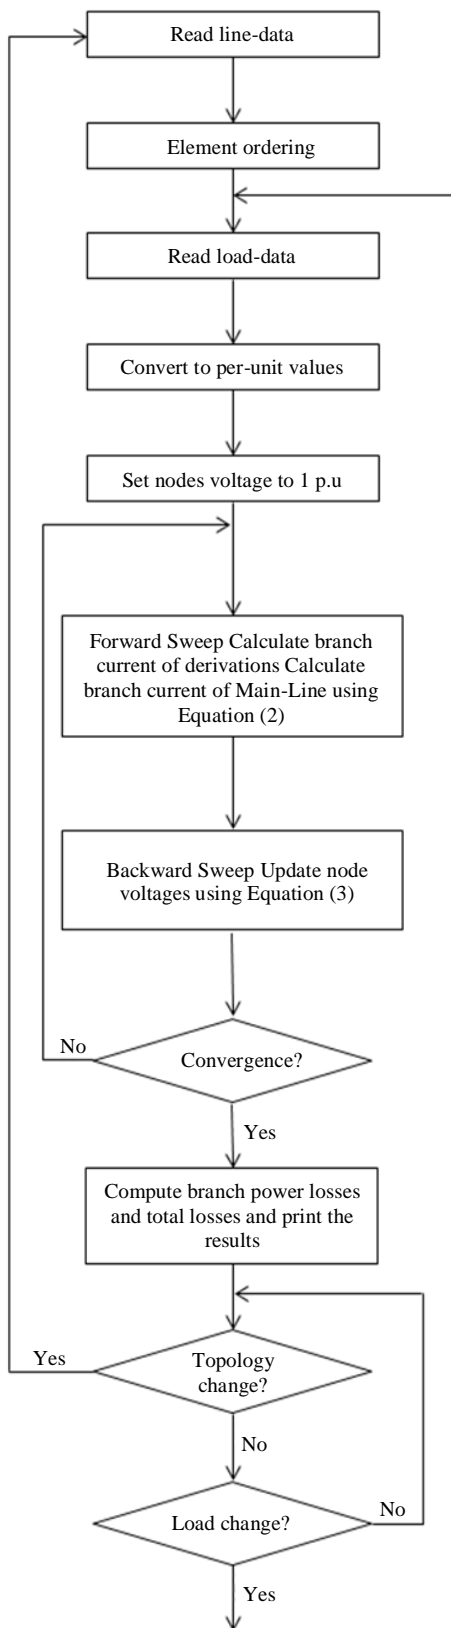 Read line-data
Element ordering
Read load-data
Convert to per-unit values
Set nodes voltage to 1 p.u
Forward Sweep Calculate branch
current of derivations Calculate
branch current of Main-Line using
Equation (2)
Backward Sweep Update node
voltages using Equation (3)
No
Convergence?
Yes
Compute branch power losses
and total losses and print the
results
Yes
Topology
change?
No
Load change?
No
Yes